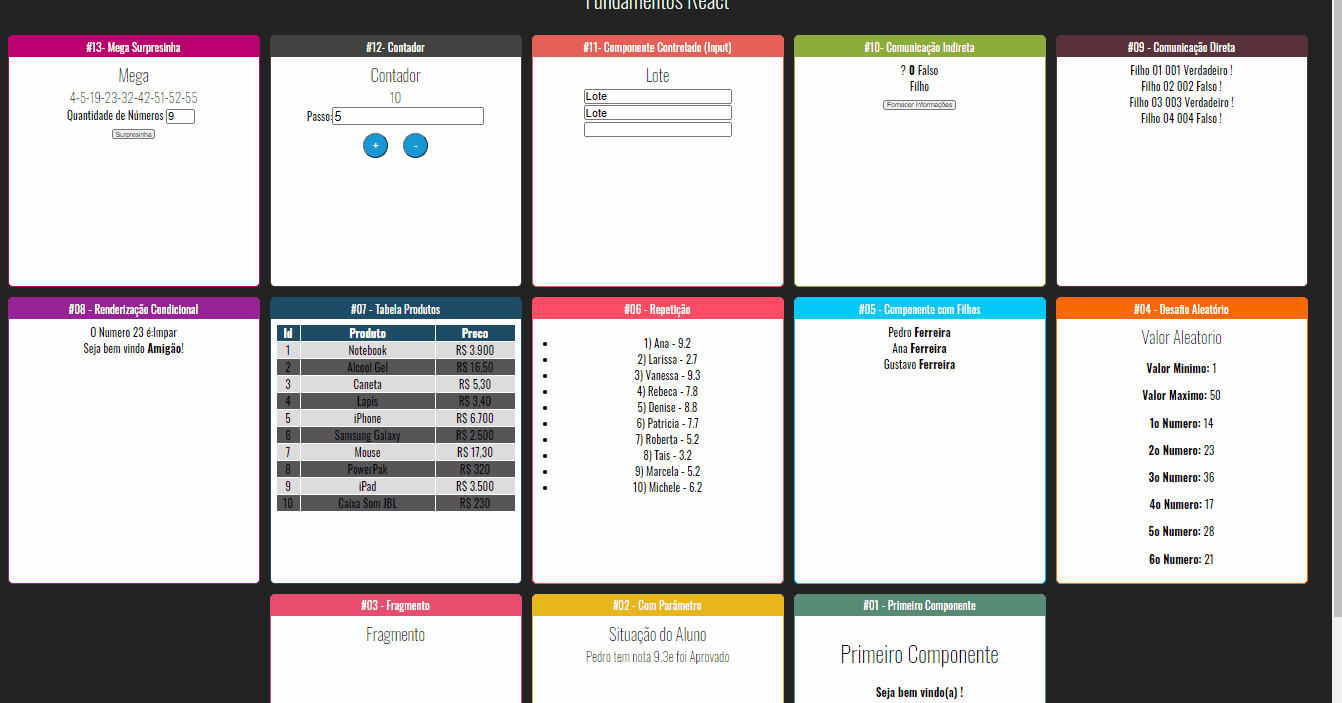 Fundamentos React
#13- Mega Surpresinha
Mega
4-5-19-23-32-42-51-52-55
Quantidade de Números 9
Surpresinha
#12- Contador
Contador
10
Passo: 5
+ -
#11- Componente Controlado (Input)
Lote
Lote
Lote
#10- Comunicação Indireta
? 0 Falso
Filho
Fornecer Informações
#09 - Comunicação Direta
Filho 01 001 Verdadeiro !
Filho 02 002 Falso !
Filho 03 003 Verdadeiro !
Filho 04 004 Falso !
#08 - Renderização Condicional
O Numero 23 é:Impar
Seja bem vindo Amigão!
#07 - Tabela Produtos
Id Produto Preco
1 Notebook R$ 3.900
2 Alcool Gel R$ 16,50
3 Caneta R$ 5,30
4 Lapis R$ 3,40
5 iPhone R$ 6.700
6 Samsung Galaxy R$ 2.500
7 Mouse R$ 17,30
8 PowerPak R$ 320
9 iPad R$ 3.500
10 Caixa Som JBL R$ 230
#06 - Repetição
1) Ana - 9.2
2) Larissa - 2.7
3) Vanessa - 9.3
4) Rebeca - 7.8
5) Denise - 8.8
6) Patricia - 7.7
7) Roberta - 5.2
8) Tais - 3.2
9) Marcela - 5.2
10) Michele - 6.2
#05 - Componente com Filhos
Pedro Ferreira
Ana Ferreira
Gustavo Ferreira
#04 - Desafio Aleatório
Valor Aleatorio
Valor Minimo: 1
Valor Maximo: 50
1o Numero: 14
2o Numero: 23
3o Numero: 36
4o Numero: 17
5o Numero: 28
6o Numero: 21
#03 - Fragmento
Fragmento
#02 - Com Parâmetro
Situação do Aluno
Pedro tem nota 9.3e foi Aprovado
#01 - Primeiro Componente
Primeiro Componente
Seja bem vindo(a) !